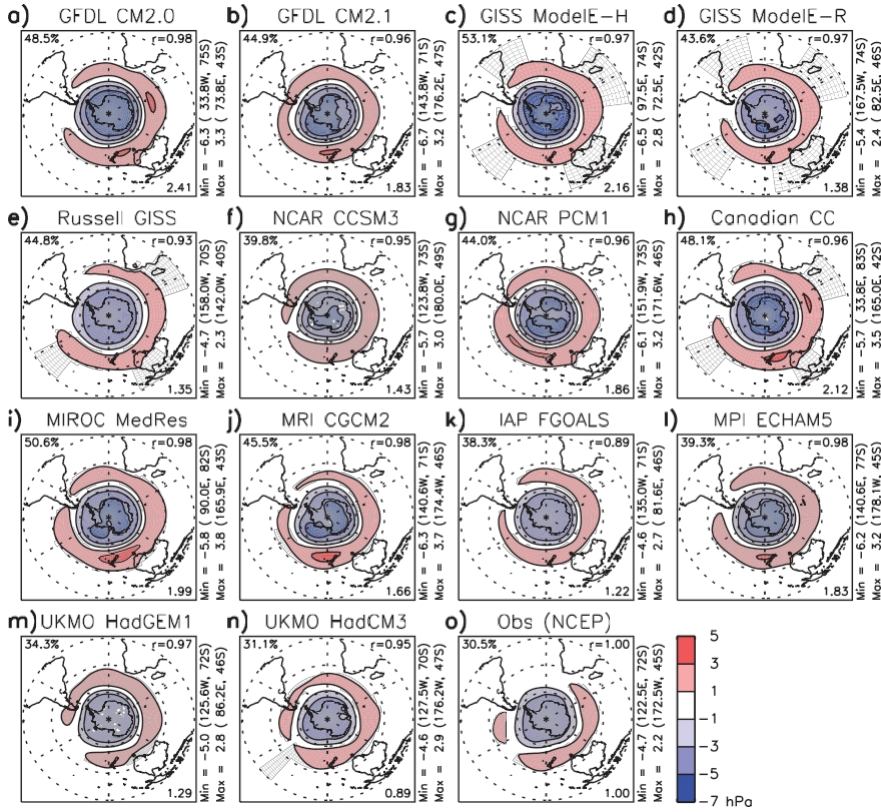 a) GFDL CM2.0
48.5% r=0.98
2.41
Min = -6.3 ( 33.8W, 75S)
Max = 3.3 ( 73.8E, 43S)
b) GFDL CM2.1
44.9% r=0.96
1.83
Min = -6.7 (143.8W, 71S)
Max = 3.2 (176.2E, 47S)
c) GISS ModelE-H
53.1% r=0.97
2.16
Min = -6.5 ( 97.5E, 74S)
Max = 2.8 ( 72.5E, 42S)
d) GISS ModelE-R
43.6% r=0.97
1.38
Min = -5.4 (167.5W, 74S)
Max = 2.4 ( 82.5E, 46S)
e) Russell GISS
44.8% r=0.93
1.35
Min = -4.7 (158.0W, 70S)
Max = 2.3 (142.0W, 40S)
f) NCAR CCSM3
39.8% r=0.95
1.43
Min = -5.7 (123.8W, 73S)
Max = 3.0 (180.0E, 49S)
g) NCAR PCM1
44.0% r=0.96
1.86
Min = -6.1 (151.9W, 73S)
Max = 3.2 (171.6W, 46S)
h) Canadian CC
48.1% r=0.96
2.12
Min = -5.7 ( 33.8E, 83S)
Max = 3.5 (165.0E, 42S)
i) MIROC MedRes
50.6% r=0.98
1.99
Min = -5.8 ( 90.0E, 82S)
Max = 3.8 (165.9E, 43S)
j) MRI CGCM2
45.5% r=0.98
1.66
Min = -6.3 (140.6W, 71S)
Max = 3.7 (174.4W, 46S)
k) IAP FGOALS
38.3% r=0.89
1.22
Min = -4.6 (135.0W, 71S)
Max = 2.7 ( 81.6E, 46S)
l) MPI ECHAM5
39.3% r=0.98
1.83
Min = -6.2 (140.6E, 77S)
Max = 3.2 (178.1W, 45S)
m) UKMO HadGEM1
34.3% r=0.97
1.29
Min = -5.0 (125.6W, 72S)
Max = 2.8 ( 86.2E, 46S)
n) UKMO HadCM3
31.1% r=0.95
0.89
Min = -4.6 (127.5W, 70S)
Max = 2.9 (176.2W, 47S)
o) Obs (NCEP)
30.5% r=1.00
1.00
Min = -4.7 (122.5E, 72S)
Max = 2.2 (172.5W, 45S)
5
3
1
-1
-3
-5
-7 hPa